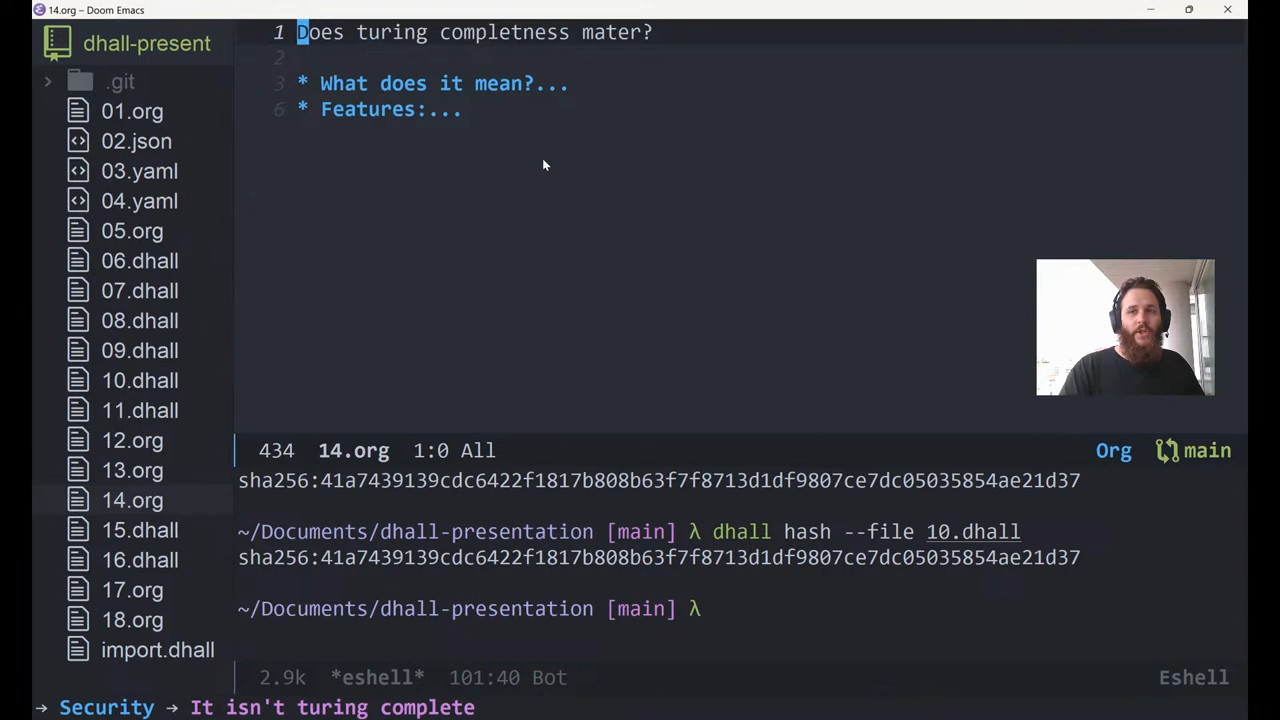 14.org – Doom Emacs
dhall-present
.git
01.org
02.json
03.yaml
04.yaml
05.org
06.dhall
07.dhall
08.dhall
09.dhall
10.dhall
11.dhall
12.org
13.org
14.org
15.dhall
16.dhall
17.org
18.org
import.dhall
1 Does turing completness mater?
2
3 * What does it mean?...
6 * Features:...
434 14.org 1:0 All Org main
sha256:41a7439139cdc6422f1817b808b63f7f8713d1df9807ce7dc05035854ae21d37
~/Documents/dhall-presentation [main] λ dhall hash --file 10.dhall
sha256:41a7439139cdc6422f1817b808b63f7f8713d1df9807ce7dc05035854ae21d37
~/Documents/dhall-presentation [main] λ
2.9k *eshell* 101:40 Bot Eshell
→ Security → It isn't turing complete